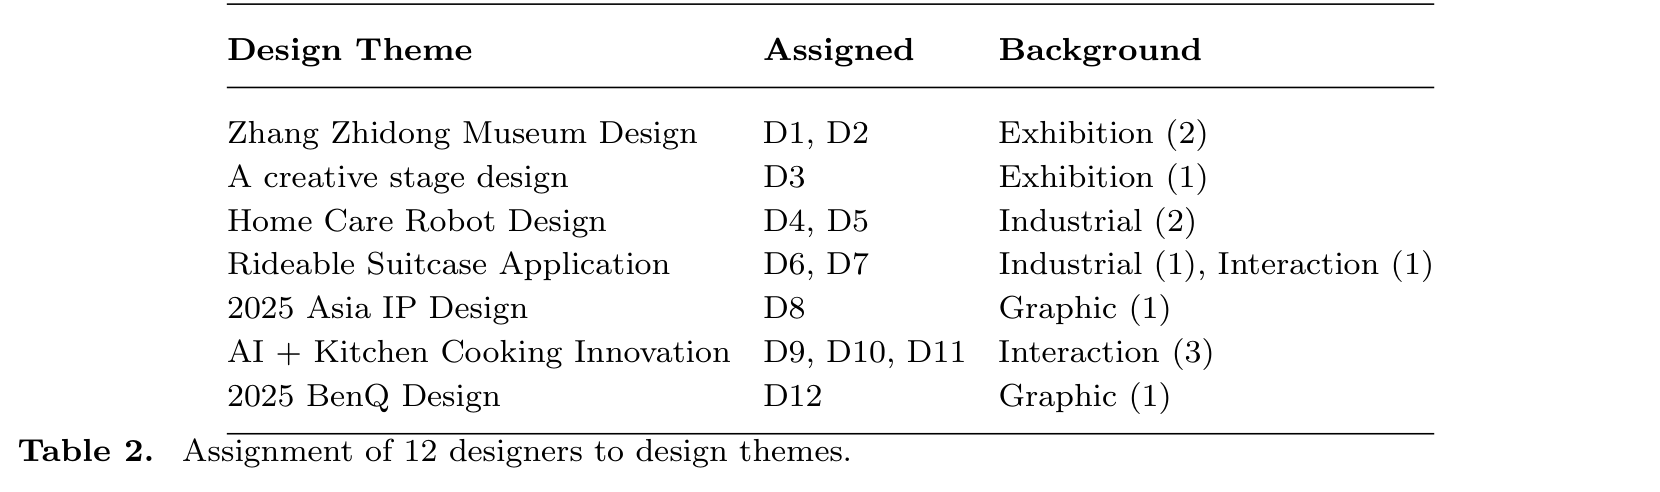 Design Theme Assigned Background
Zhang Zhidong Museum Design D1, D2 Exhibition (2)
A creative stage design D3 Exhibition (1)
Home Care Robot Design D4, D5 Industrial (2)
Rideable Suitcase Application D6, D7 Industrial (1), Interaction (1)
2025 Asia IP Design D8 Graphic (1)
AI + Kitchen Cooking Innovation D9, D10, D11 Interaction (3)
2025 BenQ Design D12 Graphic (1)
Table 2. Assignment of 12 designers to design themes.